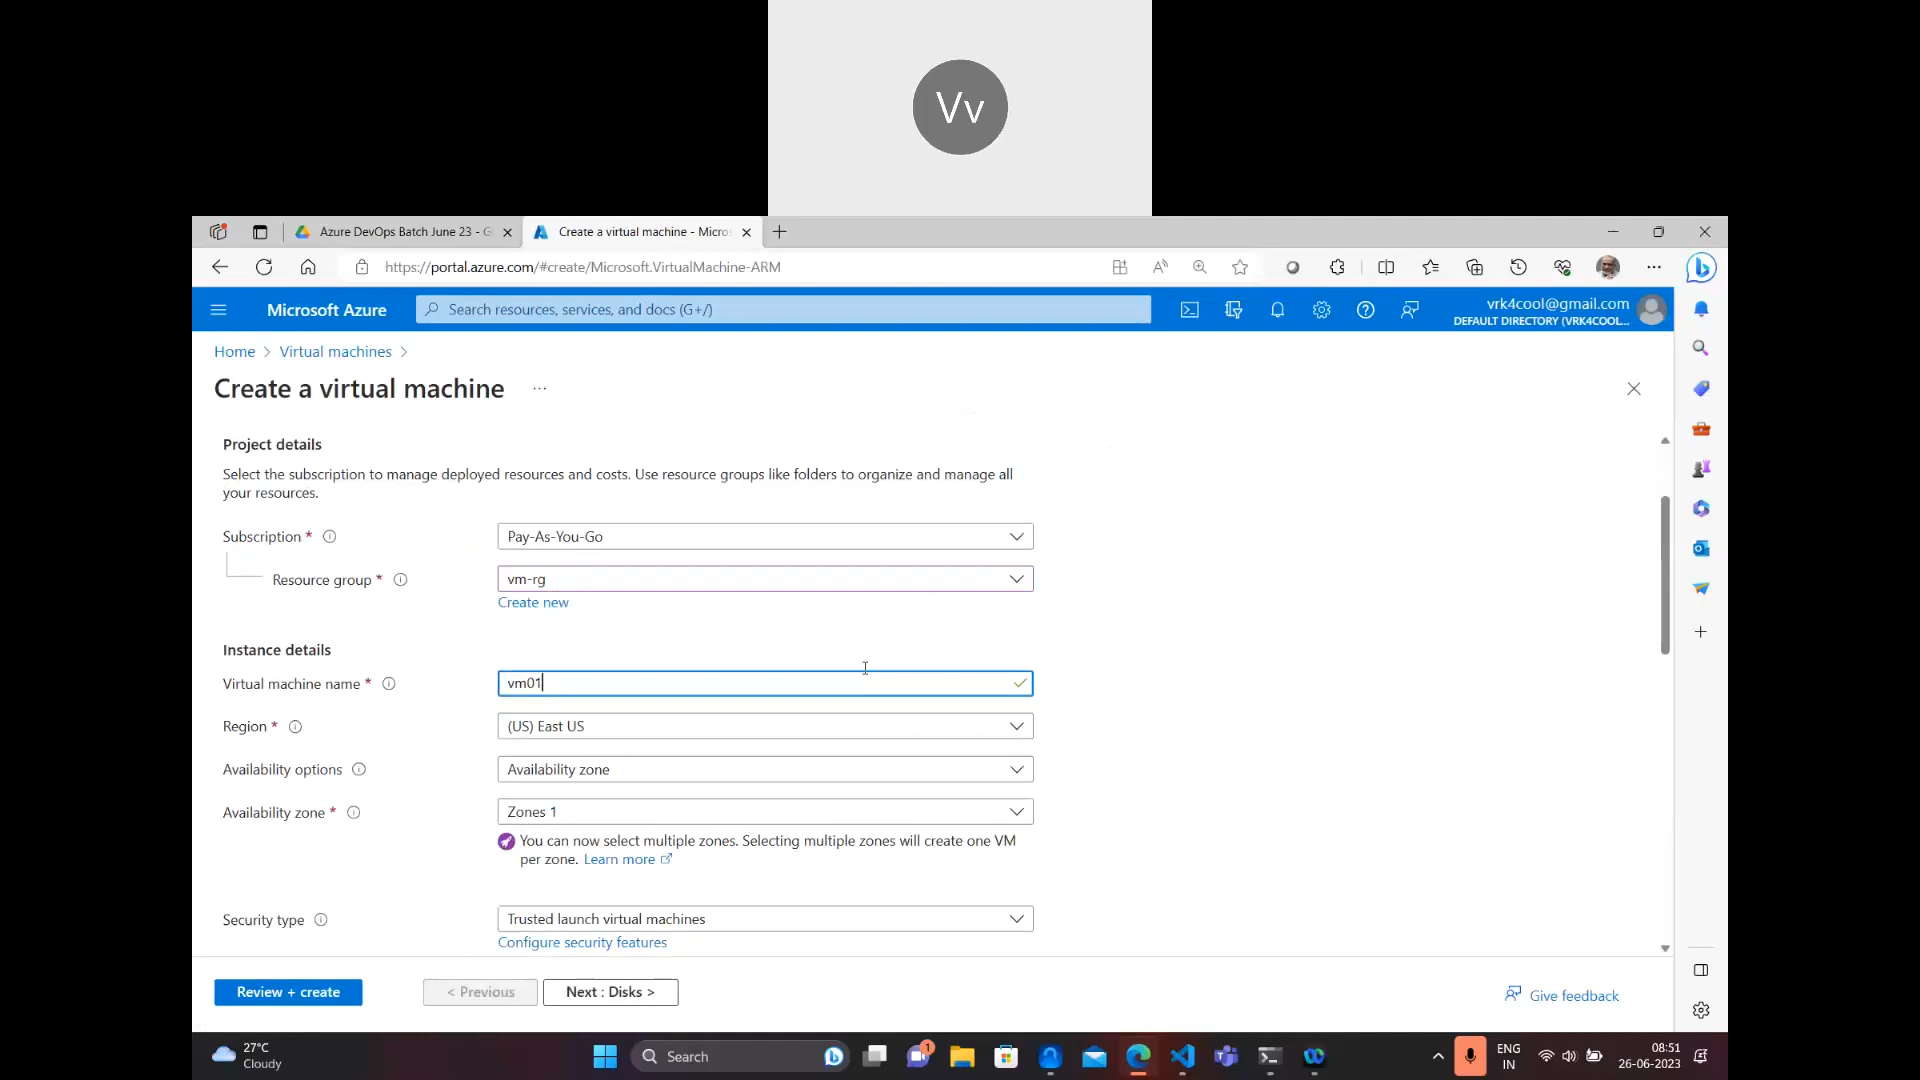 Vv
Azure DevOps Batch June 23 - G
Create a virtual machine - Micros
https://portal.azure.com/#create/Microsoft.VirtualMachine-ARM
Microsoft Azure
Search resources, services, and docs (G+/)
vrk4cool@gmail.com
DEFAULT DIRECTORY (VRK4COOL...
Home > Virtual machines >
Create a virtual machine ...
Project details
Select the subscription to manage deployed resources and costs. Use resource groups like folders to organize and manage all
your resources.
Subscription * Pay-As-You-Go
Resource group * vm-rg
Create new
Instance details
Virtual machine name * vm01
Region * (US) East US
Availability options Availability zone
Availability zone * Zones 1
You can now select multiple zones. Selecting multiple zones will create one VM
per zone. Learn more
Security type Trusted launch virtual machines
Configure security features
Review + create
< Previous
Next : Disks >
Give feedback
27°C
Cloudy
Search
1
ENG
IN
08:51
26-06-2023